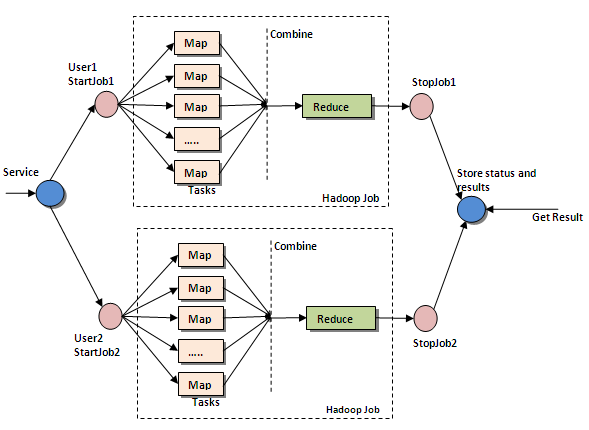 Service
User1
StartJob1
Map
Map
Map
.....
Map
Tasks
Combine
Reduce
Hadoop Job
StopJob1
Store status and
results
Get Result
User2
StartJob2
Map
Map
Map
.....
Map
Tasks
Combine
Reduce
Hadoop Job
StopJob2